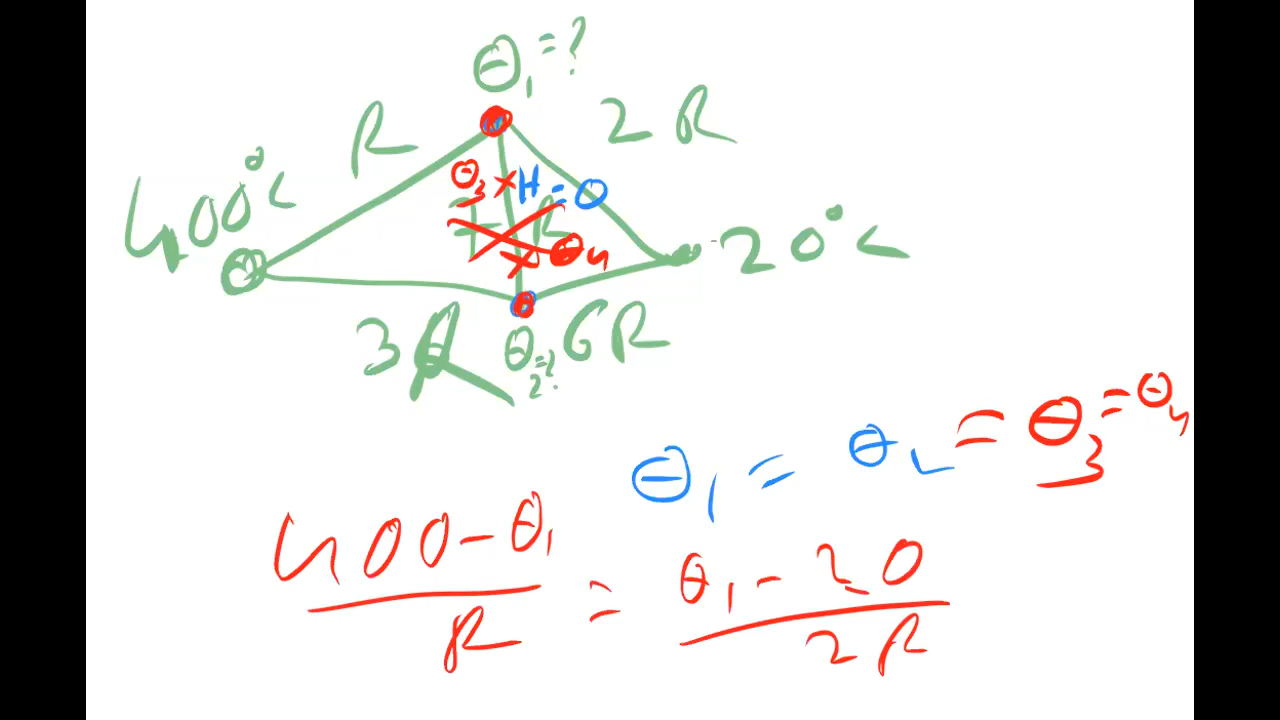 θ₁ = ?
R
2R
400°C
θ₃
H = 0
7R
θ₄
20°C
3R
θ₂ = ?
6R
θ₁ = θ₂ = θ₃ = θ₄
400 - θ₁ / R = θ₁ - 20 / 2R